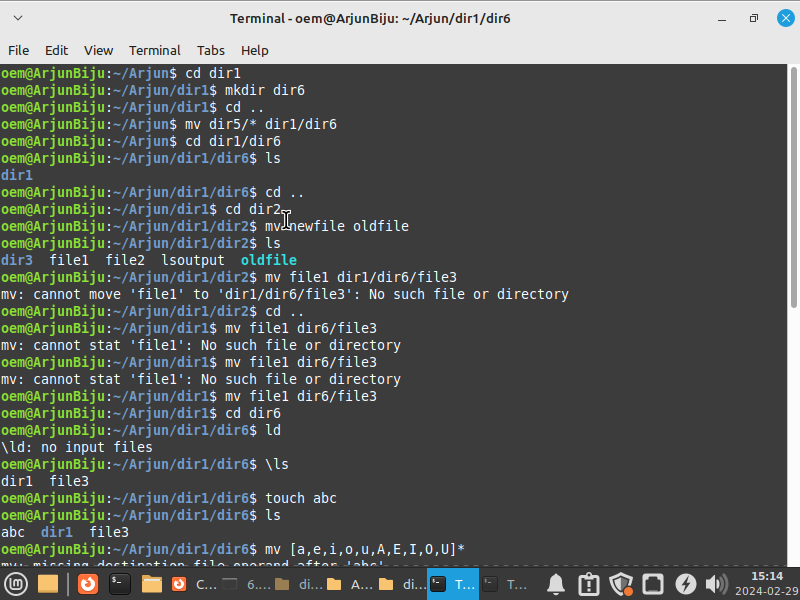 Terminal - oem@ArjunBiju: ~/Arjun/dir1/dir6
File Edit View Terminal Tabs Help
oem@ArjunBiju:~/Arjun$ cd dir1
oem@ArjunBiju:~/Arjun/dir1$ mkdir dir6
oem@ArjunBiju:~/Arjun/dir1$ cd ..
oem@ArjunBiju:~/Arjun$ mv dir5/* dir1/dir6
oem@ArjunBiju:~/Arjun$ cd dir1/dir6
oem@ArjunBiju:~/Arjun/dir1/dir6$ ls
dir1
oem@ArjunBiju:~/Arjun/dir1/dir6$ cd ..
oem@ArjunBiju:~/Arjun/dir1$ cd dir2
oem@ArjunBiju:~/Arjun/dir1/dir2$ mv newfile oldfile
oem@ArjunBiju:~/Arjun/dir1/dir2$ ls
dir3 file1 file2 lsoutput oldfile
oem@ArjunBiju:~/Arjun/dir1/dir2$ mv file1 dir1/dir6/file3
mv: cannot move 'file1' to 'dir1/dir6/file3': No such file or directory
oem@ArjunBiju:~/Arjun/dir1/dir2$ cd ..
oem@ArjunBiju:~/Arjun/dir1$ mv file1 dir6/file3
mv: cannot stat 'file1': No such file or directory
oem@ArjunBiju:~/Arjun/dir1$ mv file1 dir6/file3
mv: cannot stat 'file1': No such file or directory
oem@ArjunBiju:~/Arjun/dir1$ mv file1 dir6/file3
oem@ArjunBiju:~/Arjun/dir1$ cd dir6
oem@ArjunBiju:~/Arjun/dir1/dir6$ ld
\ld: no input files
oem@ArjunBiju:~/Arjun/dir1/dir6$ \ls
dir1 file3
oem@ArjunBiju:~/Arjun/dir1/dir6$ touch abc
oem@ArjunBiju:~/Arjun/dir1/dir6$ ls
abc dir1 file3
oem@ArjunBiju:~/Arjun/dir1/dir6$ mv [a,e,i,o,u,A,E,I,O,U]*
mv: missing destination file operand after 'abc'
C... 6.... di... A... di... T... T... 15:14
2024-02-29